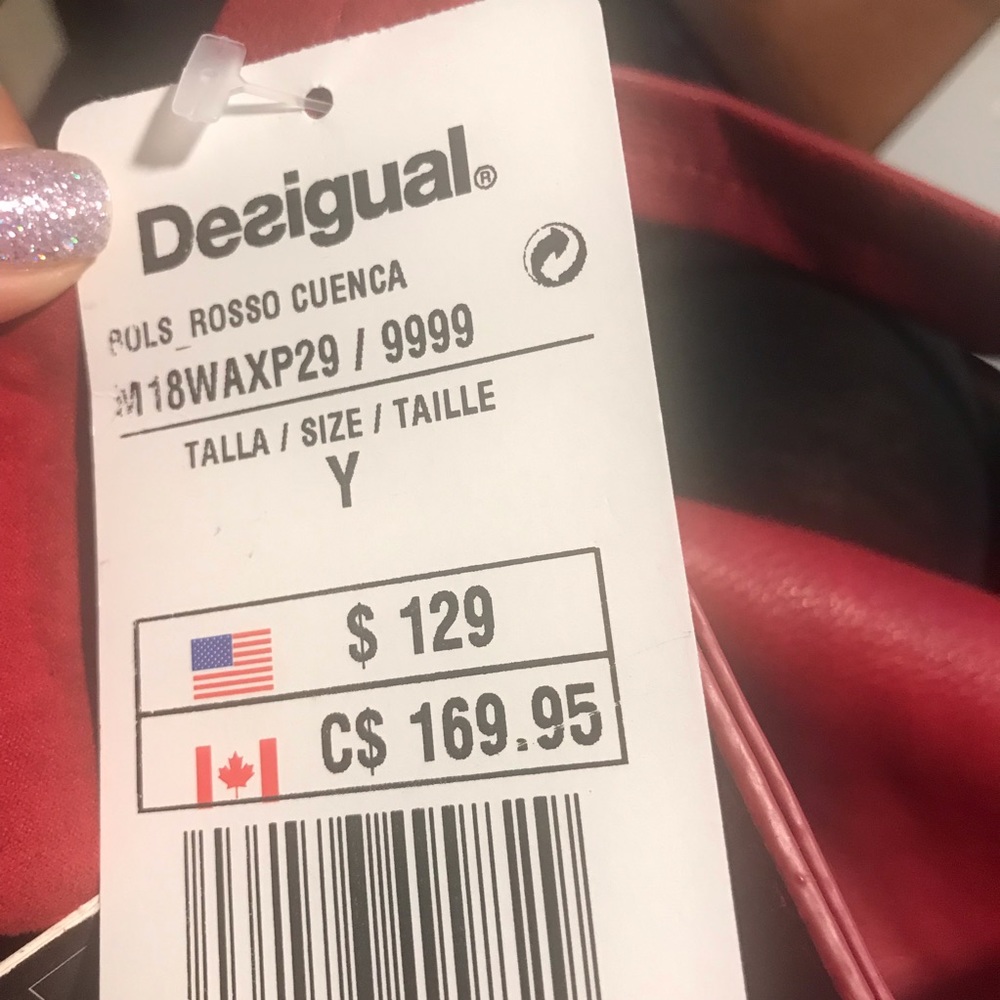 Desigual®
BOLS_ROSSO CUENCA
M18WAXP29 / 9999
TALLA / SIZE / TAILLE
Y
$ 129
C$ 169.95